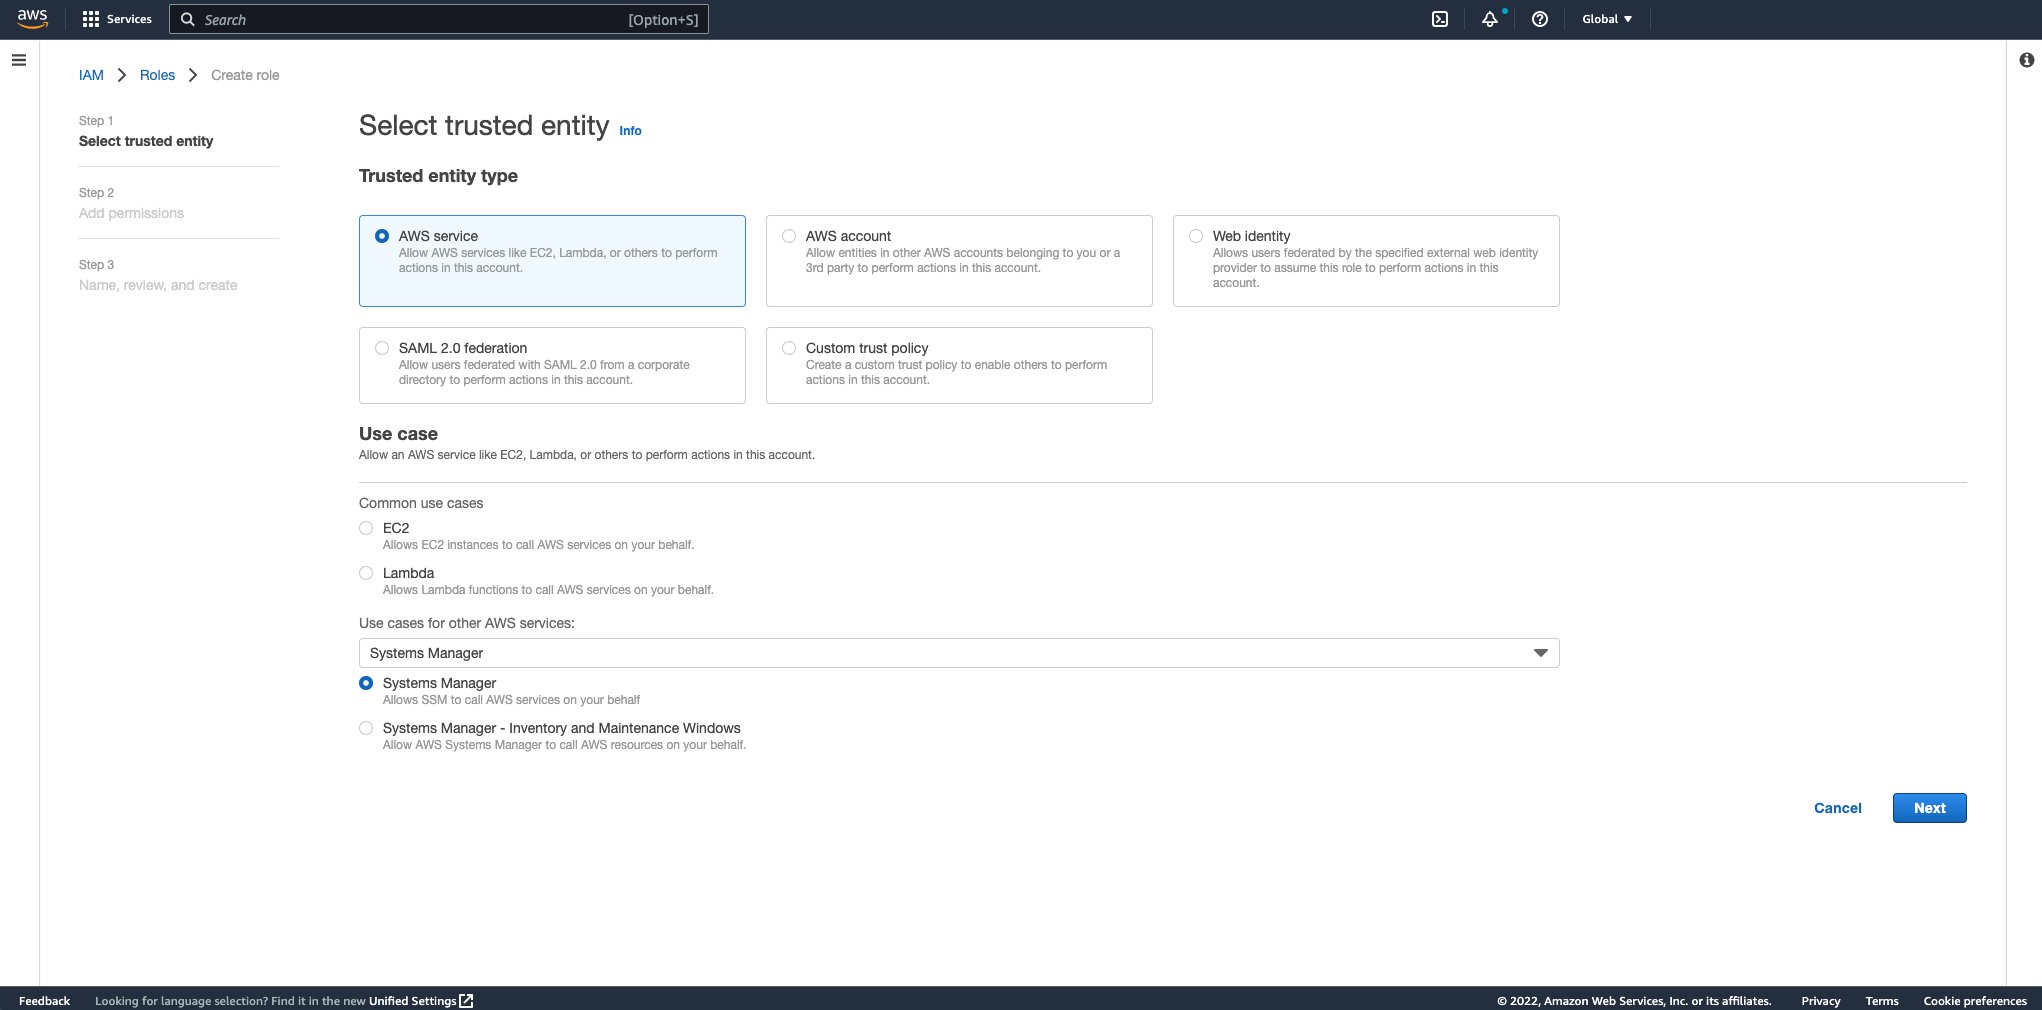 aws
Services
Search
[Option+S]
Global
IAM
Roles
Create role
Step 1
Select trusted entity
Step 2
Add permissions
Step 3
Name, review, and create
Select trusted entity Info
Trusted entity type
AWS service
Allow AWS services like EC2, Lambda, or others to perform
actions in this account.
AWS account
Allow entities in other AWS accounts belonging to you or a
3rd party to perform actions in this account.
Web identity
Allows users federated by the specified external web identity
provider to assume this role to perform actions in this
account.
SAML 2.0 federation
Allow users federated with SAML 2.0 from a corporate
directory to perform actions in this account.
Custom trust policy
Create a custom trust policy to enable others to perform
actions in this account.
Use case
Allow an AWS service like EC2, Lambda, or others to perform actions in this account.
Common use cases
EC2
Allows EC2 instances to call AWS services on your behalf.
Lambda
Allows Lambda functions to call AWS services on your behalf.
Use cases for other AWS services:
Systems Manager
Systems Manager
Allows SSM to call AWS services on your behalf
Systems Manager - Inventory and Maintenance Windows
Allow AWS Systems Manager to call AWS resources on your behalf.
Cancel
Next
Feedback
Looking for language selection? Find it in the new Unified Settings
© 2022, Amazon Web Services, Inc. or its affiliates.
Privacy
Terms
Cookie preferences